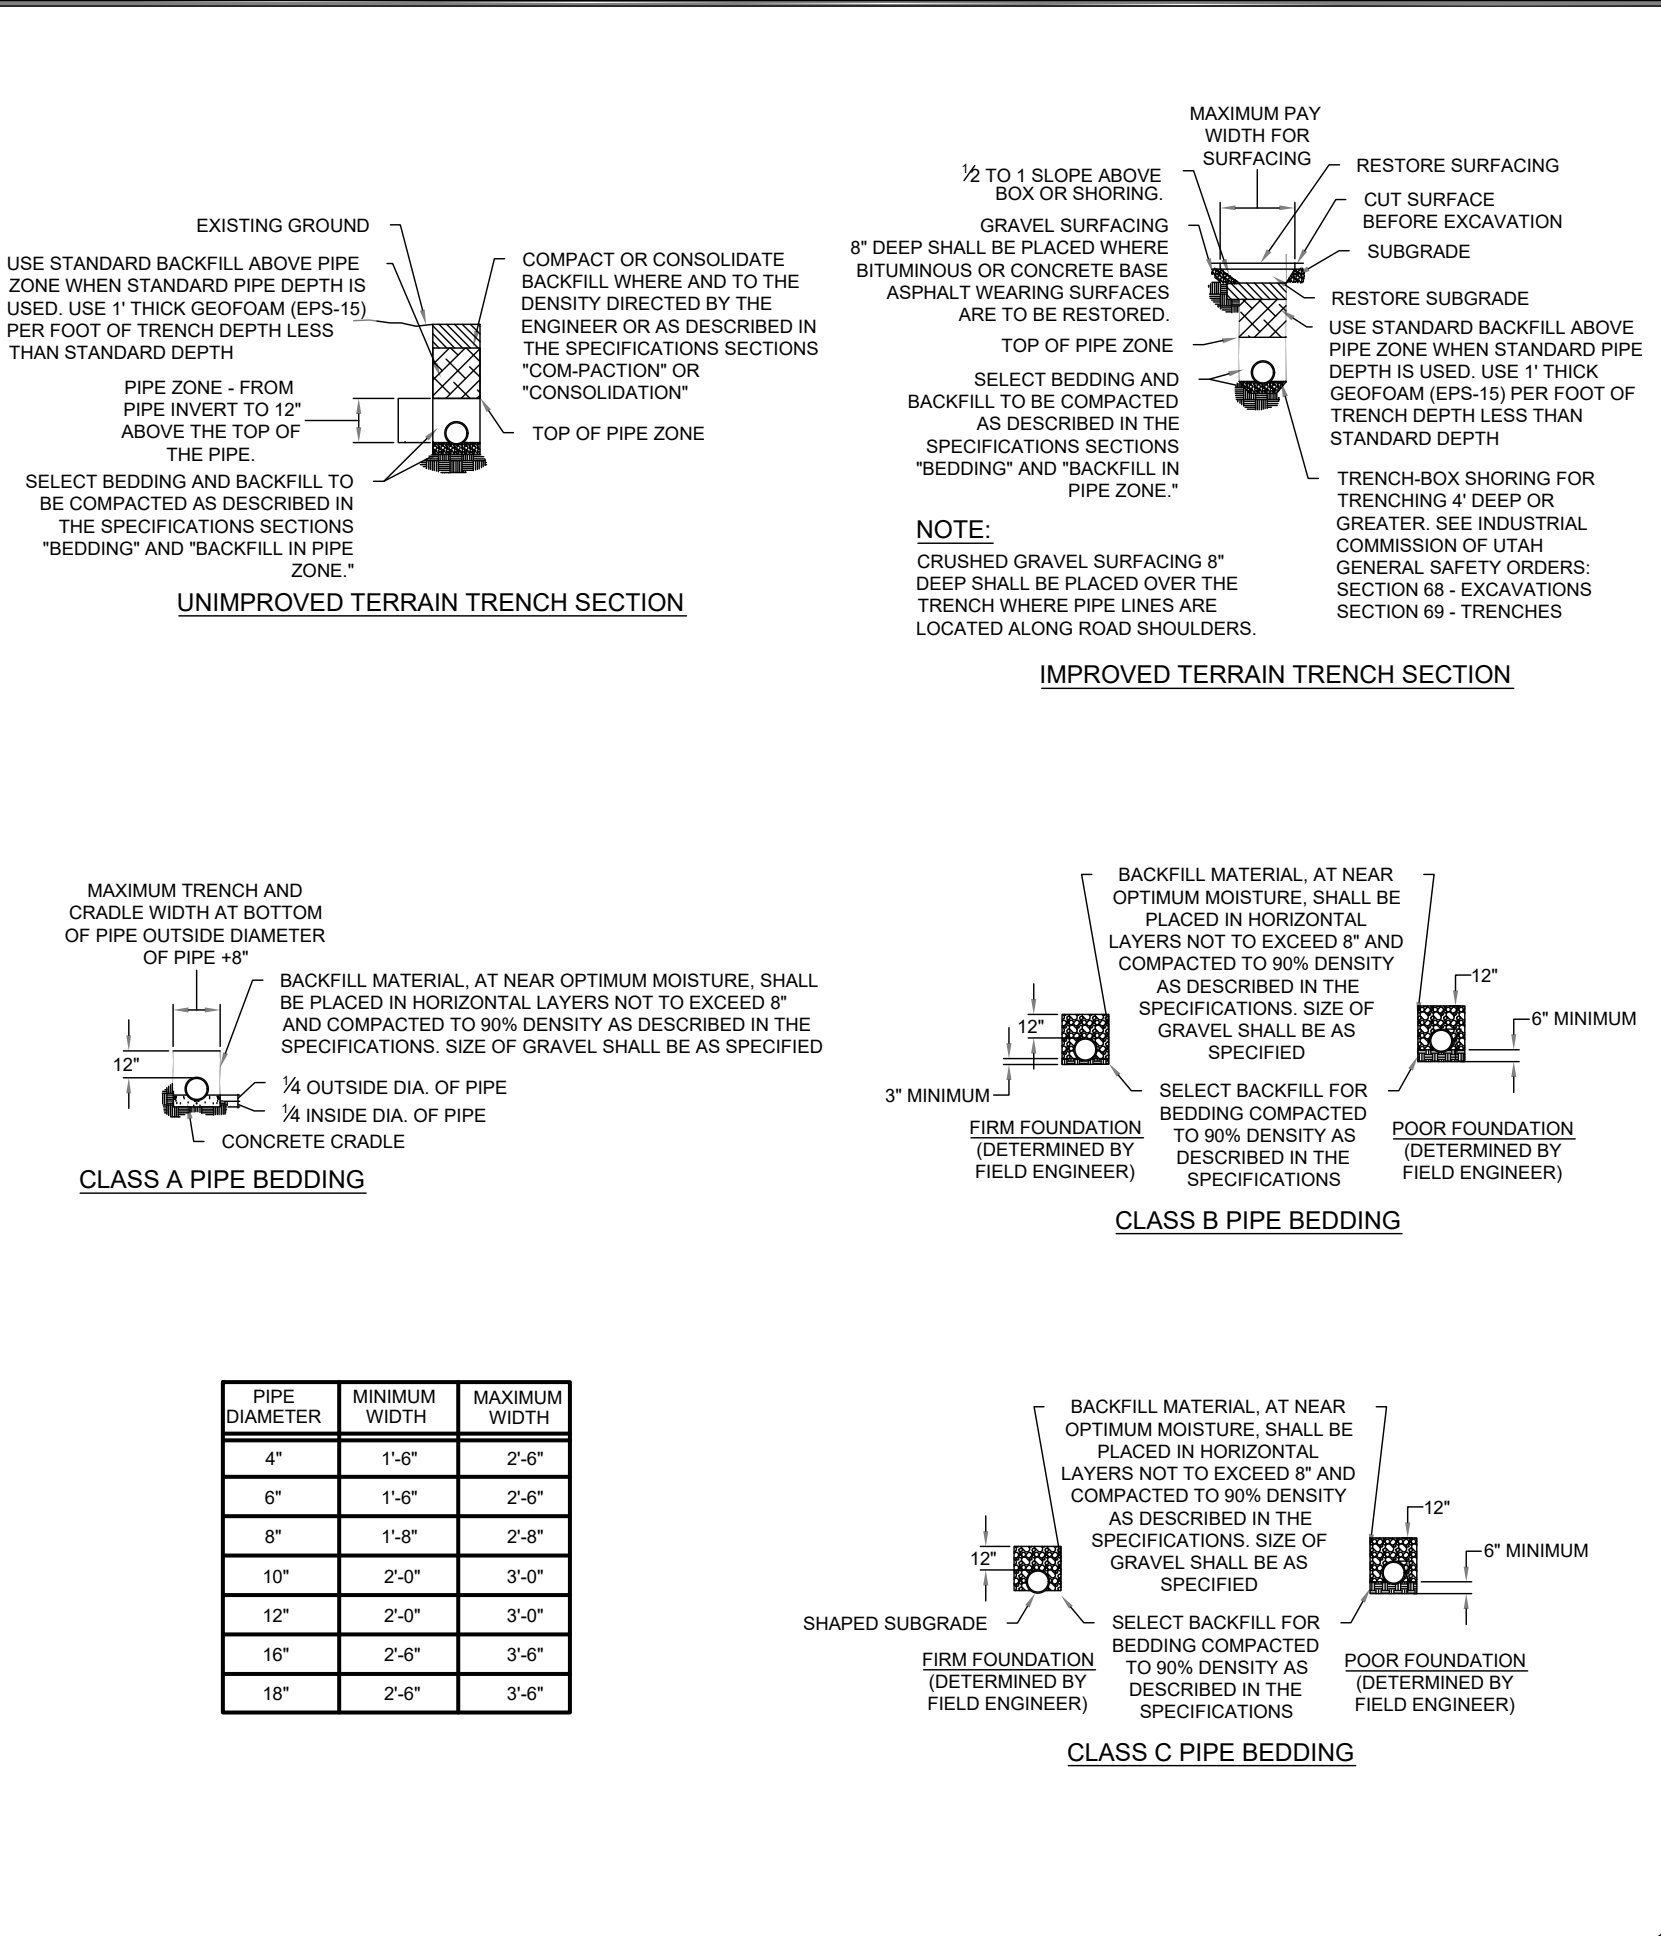 EXISTING GROUND
USE STANDARD BACKFILL ABOVE PIPE
ZONE WHEN STANDARD PIPE DEPTH IS
USED. USE 1' THICK GEOFOAM (EPS-15)
PER FOOT OF TRENCH DEPTH LESS
THAN STANDARD DEPTH
PIPE ZONE - FROM
PIPE INVERT TO 12"
ABOVE THE TOP OF
THE PIPE.
SELECT BEDDING AND BACKFILL TO
BE COMPACTED AS DESCRIBED IN
THE SPECIFICATIONS SECTIONS
"BEDDING" AND "BACKFILL IN PIPE
ZONE."
COMPACT OR CONSOLIDATE
BACKFILL WHERE AND TO THE
DENSITY DIRECTED BY THE
ENGINEER OR AS DESCRIBED IN
THE SPECIFICATIONS SECTIONS
"COM-PACTION" OR
"CONSOLIDATION"
TOP OF PIPE ZONE
UNIMPROVED TERRAIN TRENCH SECTION
MAXIMUM PAY
WIDTH FOR
SURFACING
½ TO 1 SLOPE ABOVE
BOX OR SHORING.
GRAVEL SURFACING
8" DEEP SHALL BE PLACED WHERE
BITUMINOUS OR CONCRETE BASE
ASPHALT WEARING SURFACES
ARE TO BE RESTORED.
TOP OF PIPE ZONE
SELECT BEDDING AND
BACKFILL TO BE COMPACTED
AS DESCRIBED IN THE
SPECIFICATIONS SECTIONS
"BEDDING" AND "BACKFILL IN
PIPE ZONE."
RESTORE SURFACING
CUT SURFACE
BEFORE EXCAVATION
SUBGRADE
RESTORE SUBGRADE
USE STANDARD BACKFILL ABOVE
PIPE ZONE WHEN STANDARD PIPE
DEPTH IS USED. USE 1' THICK
GEOFOAM (EPS-15) PER FOOT OF
TRENCH DEPTH LESS THAN
STANDARD DEPTH
TRENCH-BOX SHORING FOR
TRENCHING 4' DEEP OR
GREATER. SEE INDUSTRIAL
COMMISSION OF UTAH
GENERAL SAFETY ORDERS:
SECTION 68 - EXCAVATIONS
SECTION 69 - TRENCHES
NOTE:
CRUSHED GRAVEL SURFACING 8"
DEEP SHALL BE PLACED OVER THE
TRENCH WHERE PIPE LINES ARE
LOCATED ALONG ROAD SHOULDERS.
IMPROVED TERRAIN TRENCH SECTION
MAXIMUM TRENCH AND
CRADLE WIDTH AT BOTTOM
OF PIPE OUTSIDE DIAMETER
OF PIPE +8"
BACKFILL MATERIAL, AT NEAR OPTIMUM MOISTURE, SHALL
BE PLACED IN HORIZONTAL LAYERS NOT TO EXCEED 8"
AND COMPACTED TO 90% DENSITY AS DESCRIBED IN THE
SPECIFICATIONS. SIZE OF GRAVEL SHALL BE AS SPECIFIED
12"
¼ OUTSIDE DIA. OF PIPE
¼ INSIDE DIA. OF PIPE
CONCRETE CRADLE
CLASS A PIPE BEDDING
BACKFILL MATERIAL, AT NEAR
OPTIMUM MOISTURE, SHALL BE
PLACED IN HORIZONTAL
LAYERS NOT TO EXCEED 8" AND
COMPACTED TO 90% DENSITY
AS DESCRIBED IN THE
SPECIFICATIONS. SIZE OF
GRAVEL SHALL BE AS
SPECIFIED
12"
3" MINIMUM
12"
6" MINIMUM
SELECT BACKFILL FOR
BEDDING COMPACTED
TO 90% DENSITY AS
DESCRIBED IN THE
SPECIFICATIONS
FIRM FOUNDATION
(DETERMINED BY
FIELD ENGINEER)
POOR FOUNDATION
(DETERMINED BY
FIELD ENGINEER)
CLASS B PIPE BEDDING
PIPE DIAMETER MINIMUM WIDTH MAXIMUM WIDTH
4" 1'-6" 2'-6"
6" 1'-6" 2'-6"
8" 1'-8" 2'-8"
10" 2'-0" 3'-0"
12" 2'-0" 3'-0"
16" 2'-6" 3'-6"
18" 2'-6" 3'-6"
BACKFILL MATERIAL, AT NEAR
OPTIMUM MOISTURE, SHALL BE
PLACED IN HORIZONTAL
LAYERS NOT TO EXCEED 8" AND
COMPACTED TO 90% DENSITY
AS DESCRIBED IN THE
SPECIFICATIONS. SIZE OF
GRAVEL SHALL BE AS
SPECIFIED
12"
SHAPED SUBGRADE
12"
6" MINIMUM
SELECT BACKFILL FOR
BEDDING COMPACTED
TO 90% DENSITY AS
DESCRIBED IN THE
SPECIFICATIONS
FIRM FOUNDATION
(DETERMINED BY
FIELD ENGINEER)
POOR FOUNDATION
(DETERMINED BY
FIELD ENGINEER)
CLASS C PIPE BEDDING